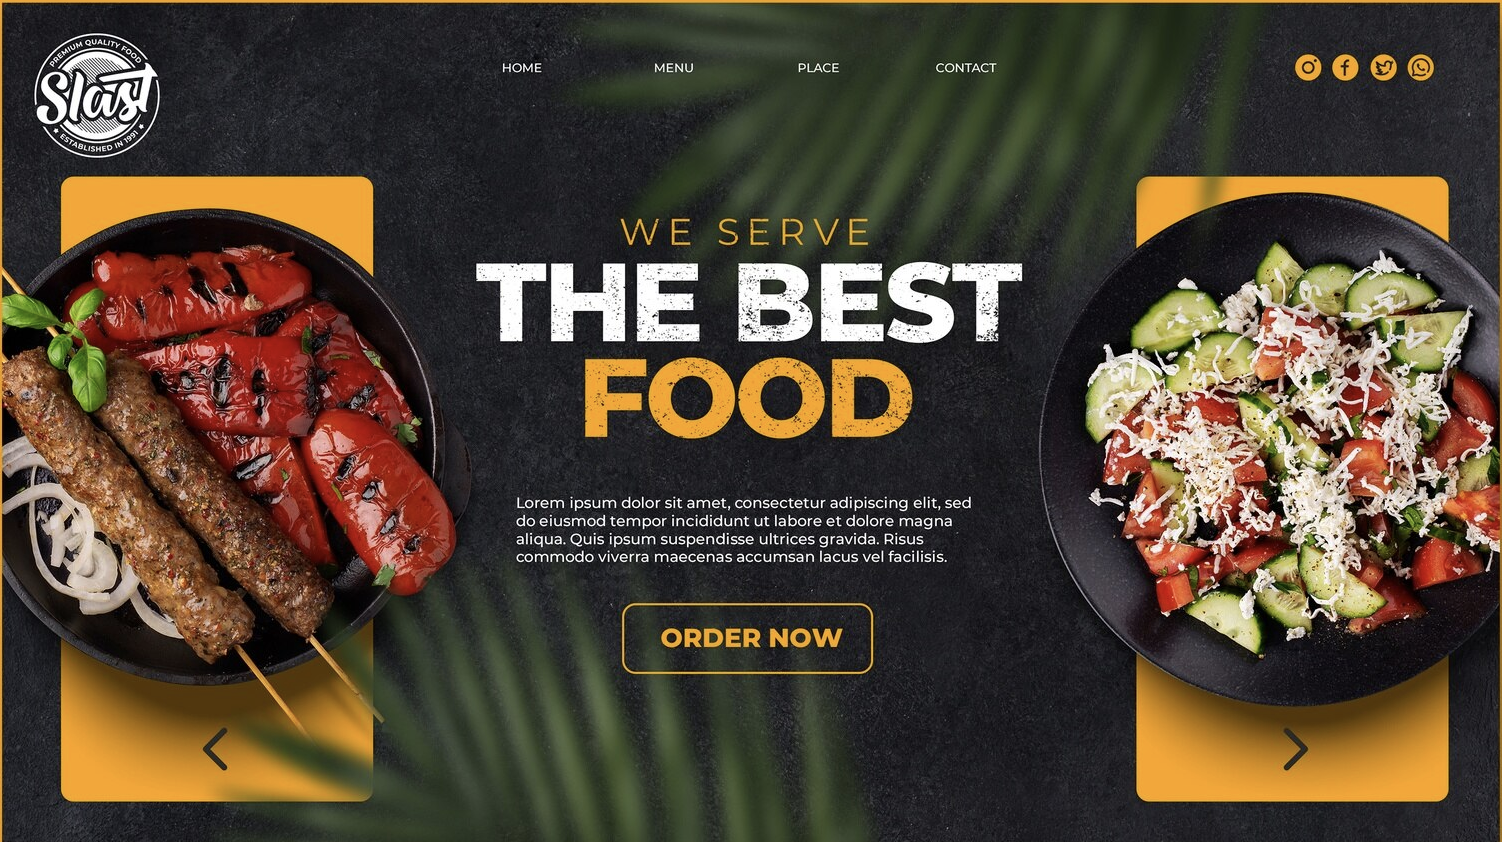 PREMIUM QUALITY FOOD
Slast
ESTABLISHED IN 1991
HOME MENU PLACE CONTACT
WE SERVE
THE BEST
FOOD
Lorem ipsum dolor sit amet, consectetur adipiscing elit, sed
do eiusmod tempor incididunt ut labore et dolore magna
aliqua. Quis ipsum suspendisse ultrices gravida. Risus
commodo viverra maecenas accumsan lacus vel facilisis.
ORDER NOW